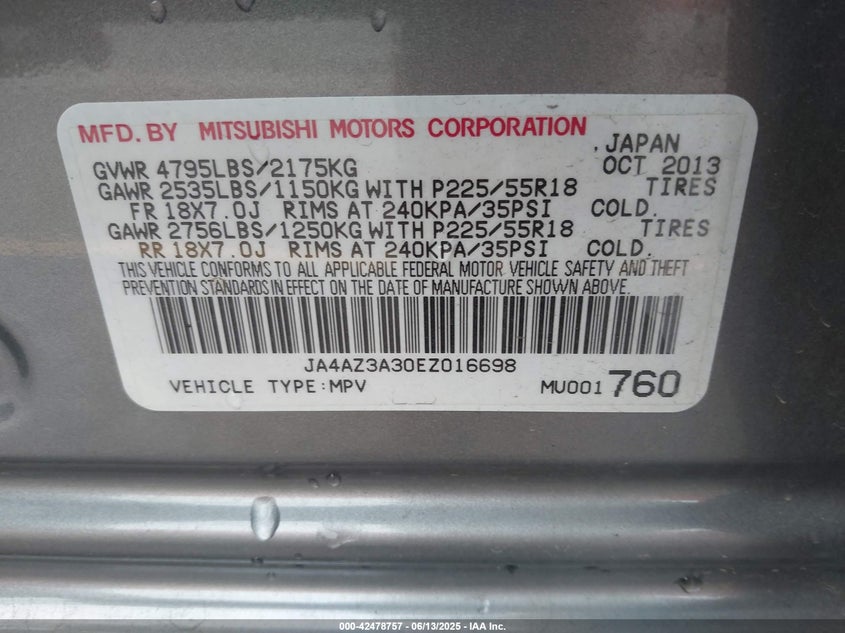 MFD. BY MITSUBISHI MOTORS CORPORATION
, JAPAN
GVWR 4795LBS/2175KG OCT 2013
GAWR 2535LBS/1150KG WITH P225/55R18 TIRES
FR 18X7.0J RIMS AT 240KPA/35PSI COLD.
GAWR 2756LBS/1250KG WITH P225/55R18 TIRES
RR 18X7.0J RIMS AT 240KPA/35PSI COLD.
THIS VEHICLE CONFORMS TO ALL APPLICABLE FEDERAL MOTOR VEHICLE SAFETY AND THEFT
PREVENTION STANDARDS IN EFFECT ON THE DATE OF MANUFACTURE SHOWN ABOVE.
JA4AZ3A30EZ016698
VEHICLE TYPE:MPV MU001 760
000-42478757 - 06/13/2025 - IAA Inc.